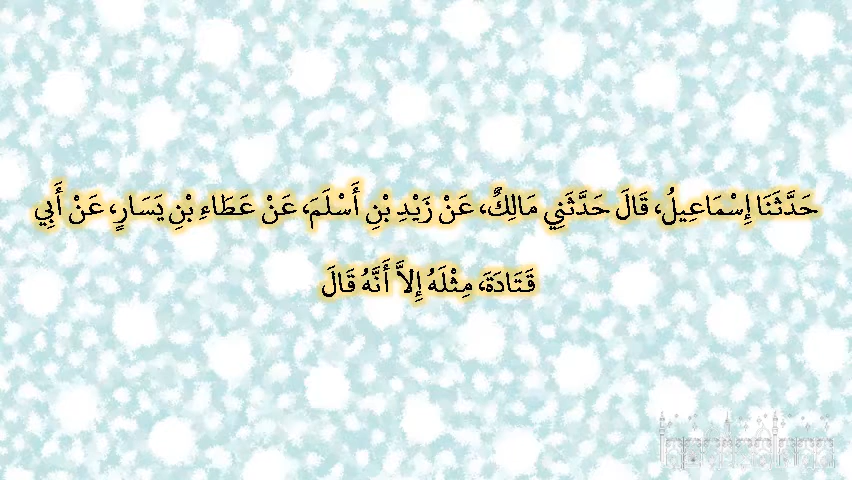 حَدَّثَنَا إِسْمَاعِيلُ، قَالَ حَدَّثَنِي مَالِكٌ، عَنْ زَيْدِ بْنِ أَسْلَمَ، عَنْ عَطَاءِ بْنِ يَسَارٍ، عَنْ أَبِي
قَتَادَةَ، مِثْلَهُ إِلاَّ أَنَّهُ قَالَ